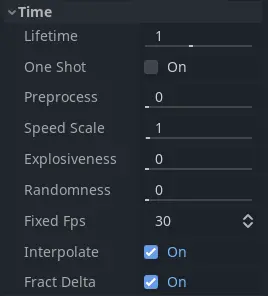 Time
Lifetime 1
One Shot On
Preprocess 0
Speed Scale 1
Explosiveness 0
Randomness 0
Fixed Fps 30
Interpolate On
Fract Delta On